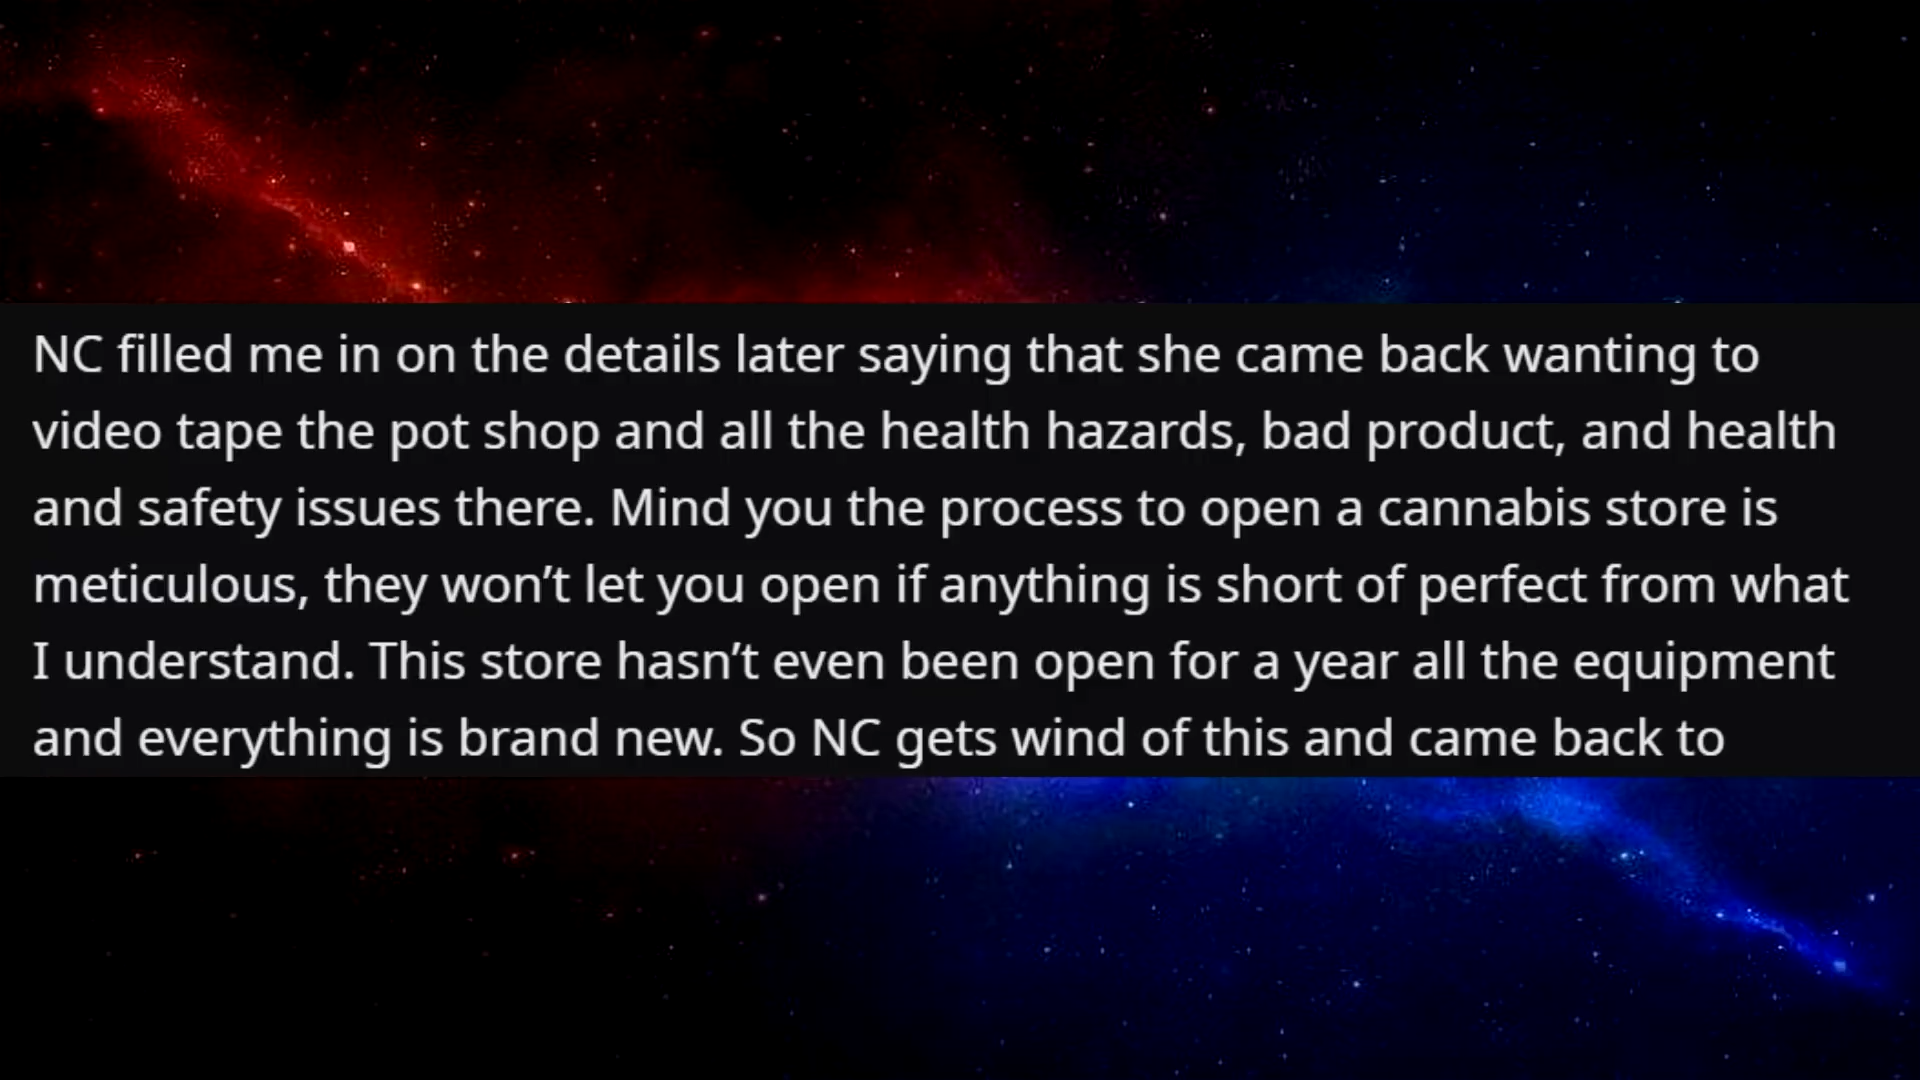 NC filled me in on the details later saying that she came back wanting to
video tape the pot shop and all the health hazards, bad product, and health
and safety issues there. Mind you the process to open a cannabis store is
meticulous, they won’t let you open if anything is short of perfect from what
I understand. This store hasn’t even been open for a year all the equipment
and everything is brand new. So NC gets wind of this and came back to